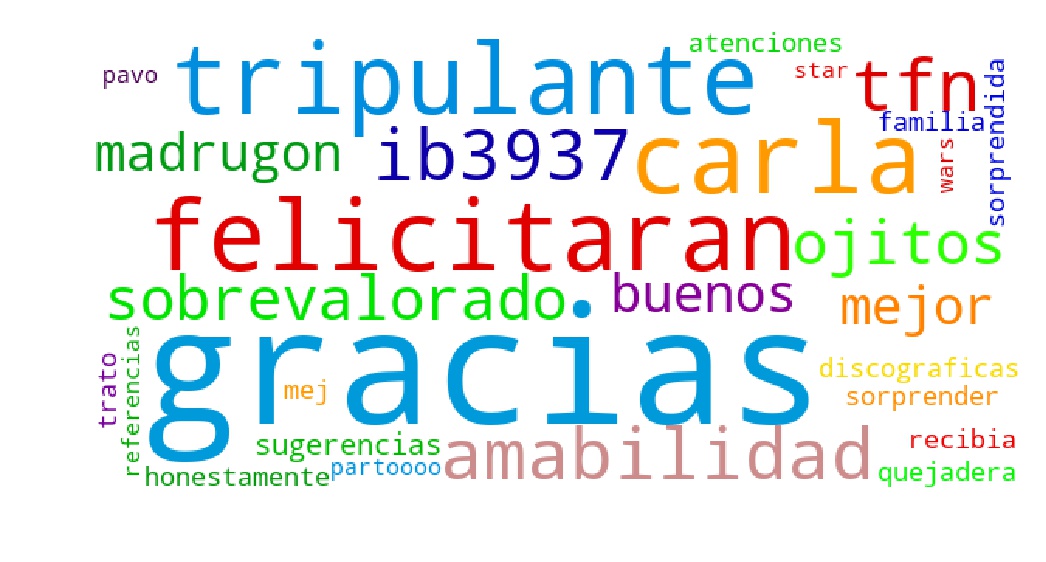 atenciones
tripulante
pavo
star
tfn
sorprendida
familia
madrugon
ib3937
carla
wars
felicitaran
ojitos
sobrevalorado
buenos
mejor
gracias
referencias
trato
mej
discograficas
sorprender
sugerencias
amabilidad
recibia
partoooo
honestamente
quejadera